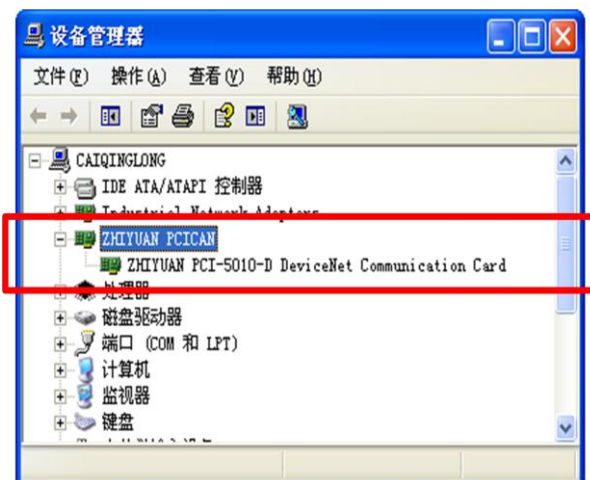 设备管理器
文件(F) 操作(A) 查看(V) 帮助(H)
CAIQINGLONG
IDE ATA/ATAPI 控制器
Industrial Network Adapters
ZHIYUAN PCICAN
ZHIYUAN PCI-5010-D DeviceNet Communication Card
处理器
磁盘驱动器
端口 (COM 和 LPT)
计算机
监视器
键盘